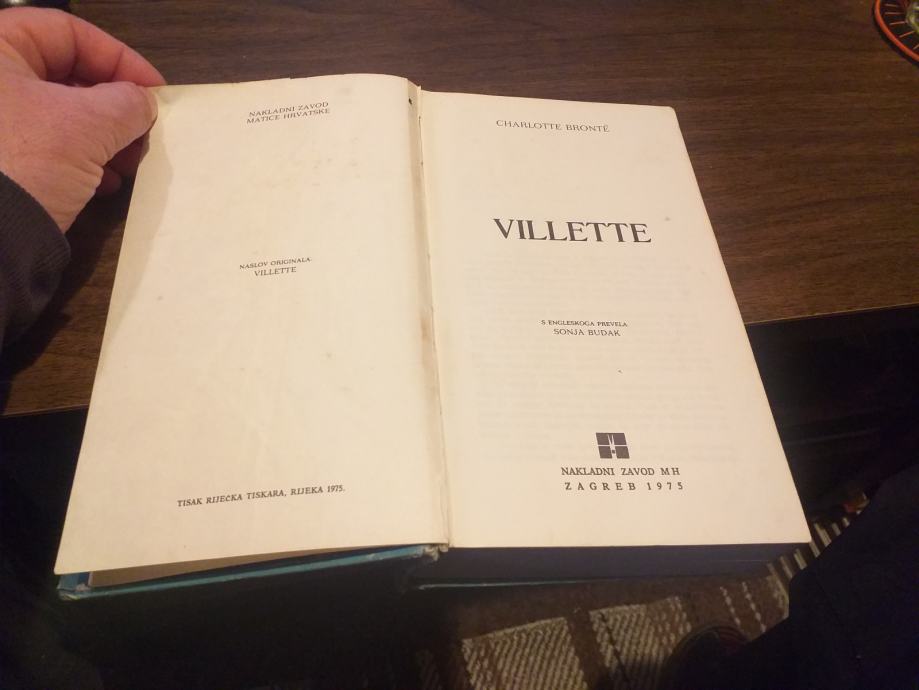 NAKLADNI ZAVOD
MATICE HRVATSKE
NASLOV ORIGINALA
VILLETTE
TISAK RIJEČKA TISKARA, RIJEKA 1975.
CHARLOTTE BRONTË
VILLETTE
S ENGLESKOGA PREVELA
SONJA BUDAK
NAKLADNI ZAVOD MH
ZAGREB 1975